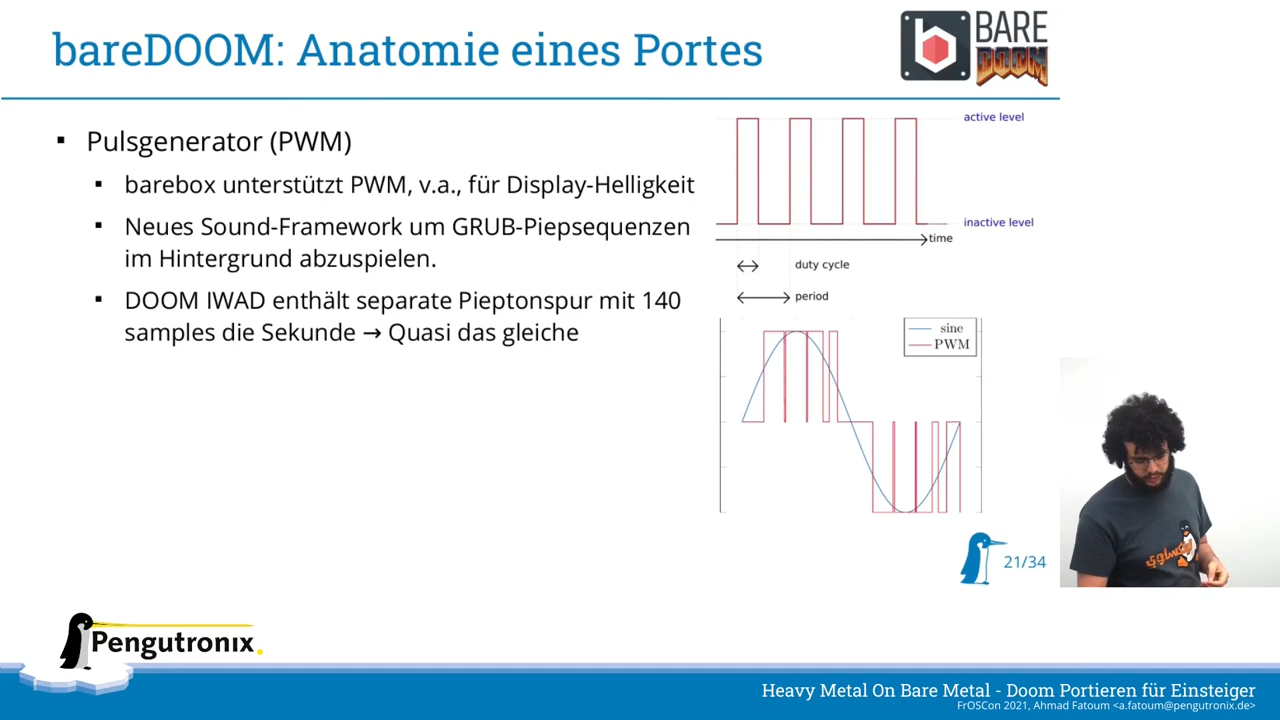 bareDOOM: Anatomie eines Portes
BARE
DOOM
▪ Pulsgenerator (PWM)
▪ barebox unterstützt PWM, v.a., für Display-Helligkeit
▪ Neues Sound-Framework um GRUB-Piepsequenzen
im Hintergrund abzuspielen.
▪ DOOM IWAD enthält separate Pieptonspur mit 140
samples die Sekunde → Quasi das gleiche
active level
inactive level
time
duty cycle
period
sine
PWM
21/34
Pengutronix.
Heavy Metal On Bare Metal - Doom Portieren für Einsteiger
FrOSCon 2021, Ahmad Fatoum <a.fatoum@pengutronix.de>